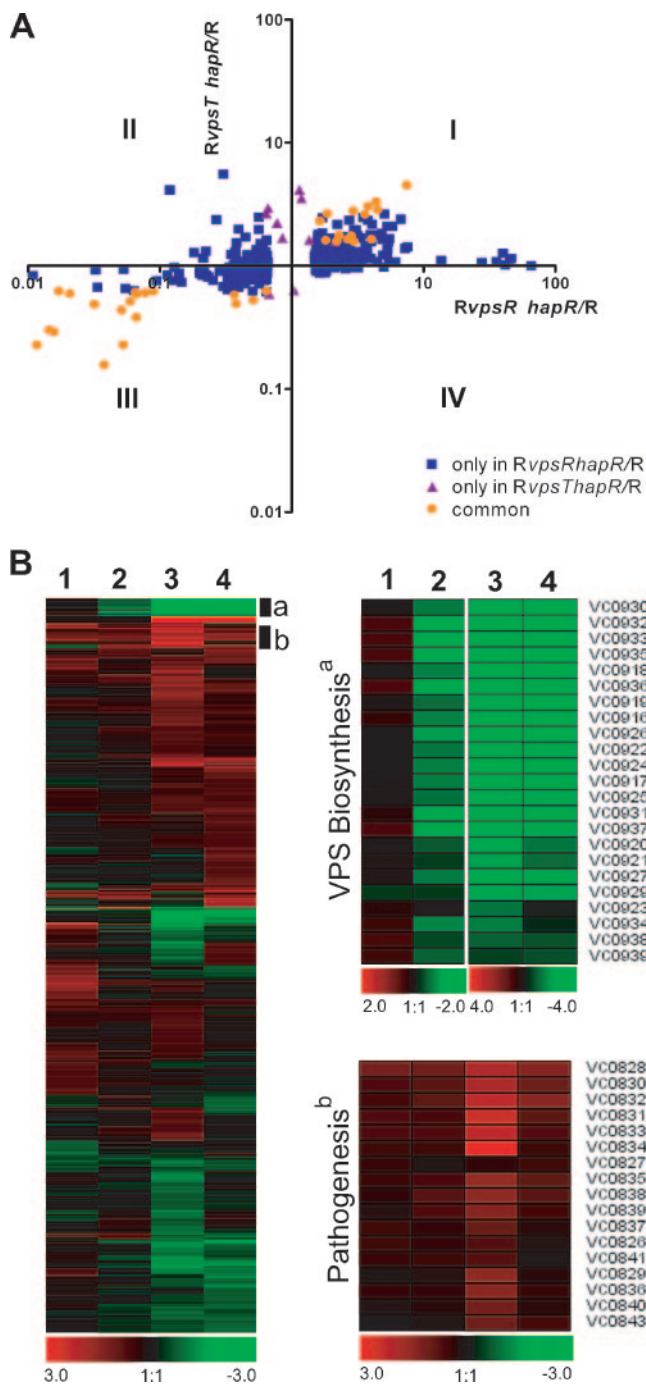 A
100
RvpsT hapR/R
II
10
I
0.01
0.1
10
100
RvpsR hapR/R
III
0.1
IV
only in RvpsRhapR/R
only in RvpsThapR/R
common
0.01
B
1 2 3 4
a
b
3.0 1:1 -3.0
1 2 3 4
VPS Biosynthesis a
VC0930
VC0932
VC0933
VC0935
VC0918
VC0936
VC0919
VC0916
VC0926
VC0922
VC0924
VC0917
VC0925
VC0931
VC0937
VC0920
VC0921
VC0927
VC0929
VC0923
VC0934
VC0938
VC0939
2.0 1:1 -2.0 4.0 1:1 -4.0
Pathogenesis b
VC0828
VC0830
VC0832
VC0831
VC0833
VC0834
VC0827
VC0835
VC0838
VC0839
VC0837
VC0826
VC0841
VC0829
VC0836
VC0840
VC0843
3.0 1:1 -3.0